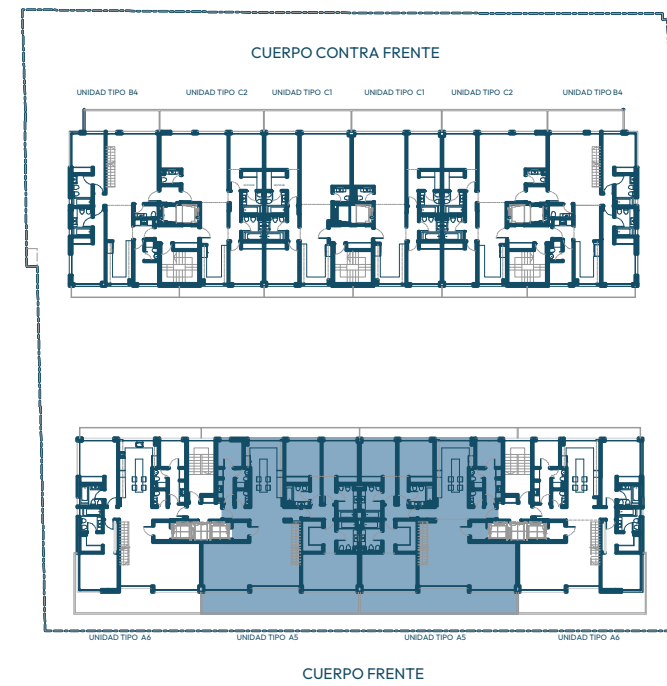 CUERPO CONTRA FRENTE
UNIDAD TIPO B4 UNIDAD TIPO C2 UNIDAD TIPO C1 UNIDAD TIPO C1 UNIDAD TIPO C2 UNIDAD TIPO B4
UNIDAD TIPO A6 UNIDAD TIPO A5 UNIDAD TIPO A5 UNIDAD TIPO A6
CUERPO FRENTE